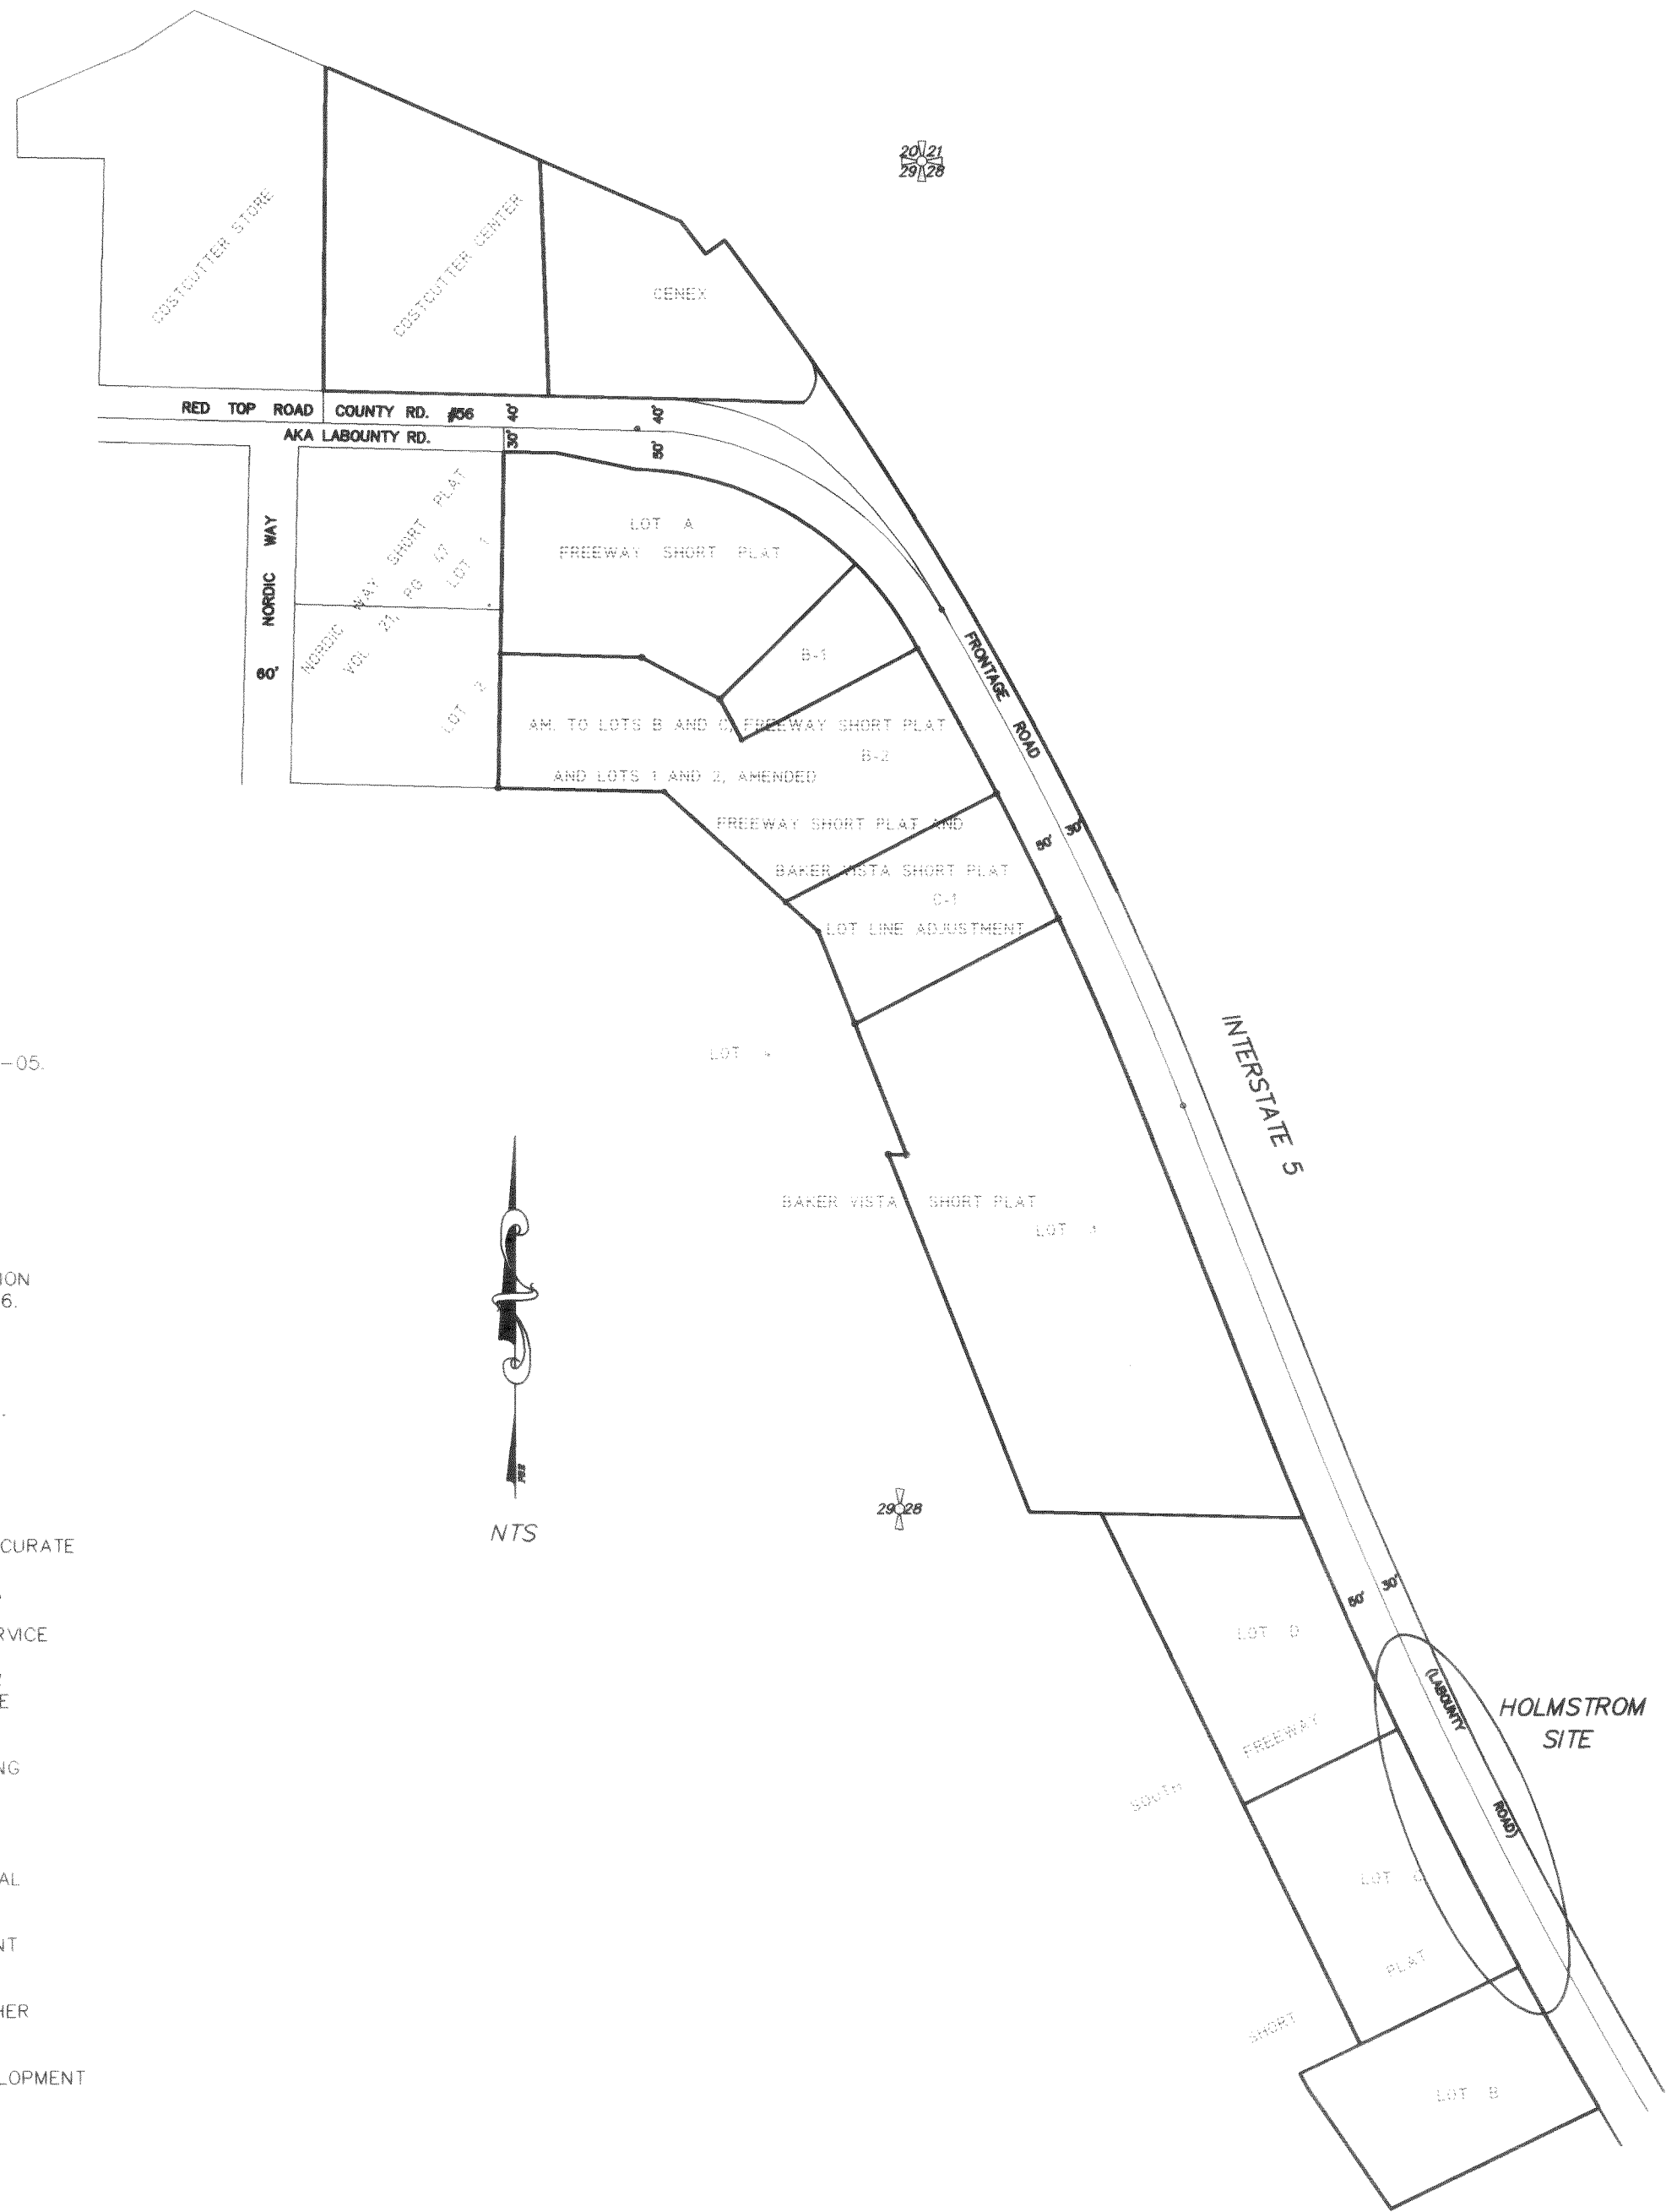 20 21
29 28
COSTCUTTER STORE
COSTCUTTER CENTER
CENEX
RED TOP ROAD COUNTY RD. #56
AKA LABOUNTY RD.
40'
30'
40'
50'
NORDIC WAY
60'
NORDIC WAY SHORT PLAT
VOL 21, PG 47
LOT 1
LOT 2
LOT A
FREEWAY SHORT PLAT
B-1
FRONTAGE ROAD
AM. TO LOTS B AND C, FREEWAY SHORT PLAT
B-2
AND LOTS 1 AND 2, AMENDED
FREEWAY SHORT PLAT AND
50' 30'
BAKER VISTA SHORT PLAT
C-1
LOT LINE ADJUSTMENT
LOT 4
INTERSTATE 5
-05.
BAKER VISTA SHORT PLAT
LOT 3
ION
6.
NTS
29 28
CURATE
RVICE
E
NG
AL
NT
HER
LOPMENT
50' 30'
LOT D
(LABOUNTY
ROAD)
HOLMSTROM
SITE
SOUTH
FREEWAY
LOT C
SHORT
PLAT
LOT B